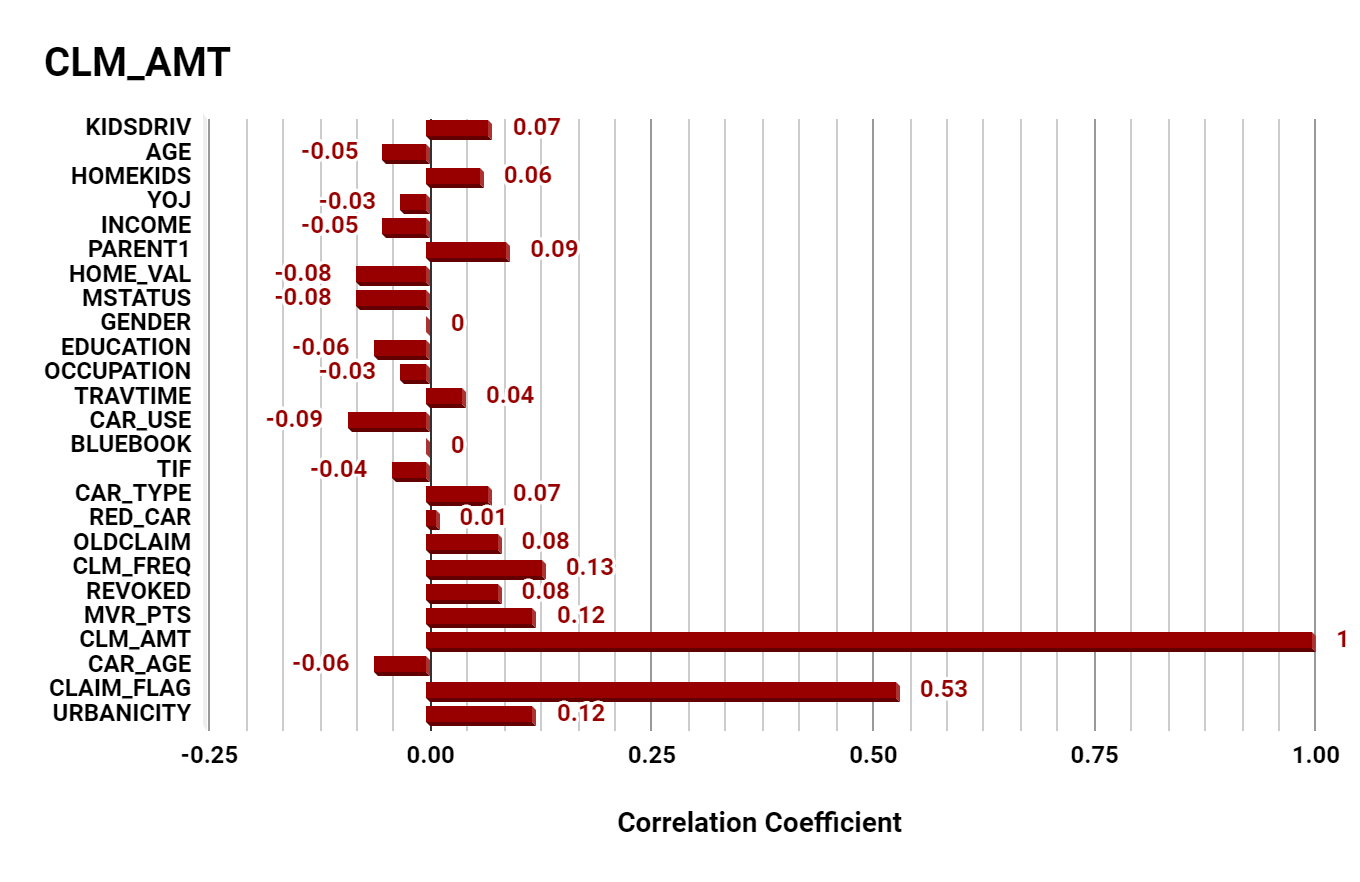 CLM_AMT
KIDSDRIV 0.07
AGE -0.05
HOMEKIDS 0.06
YOJ -0.03
INCOME -0.05
PARENT1 0.09
HOME_VAL -0.08
MSTATUS -0.08
GENDER 0
EDUCATION -0.06
OCCUPATION -0.03
TRAVTIME 0.04
CAR_USE -0.09
BLUEBOOK 0
TIF -0.04
CAR_TYPE 0.07
RED_CAR 0.01
OLDCLAIM 0.08
CLM_FREQ 0.13
REVOKED 0.08
MVR_PTS 0.12
CLM_AMT 1
CAR_AGE -0.06
CLAIM_FLAG 0.53
URBANICITY 0.12
-0.25 0.00 0.25 0.50 0.75 1.00
Correlation Coefficient